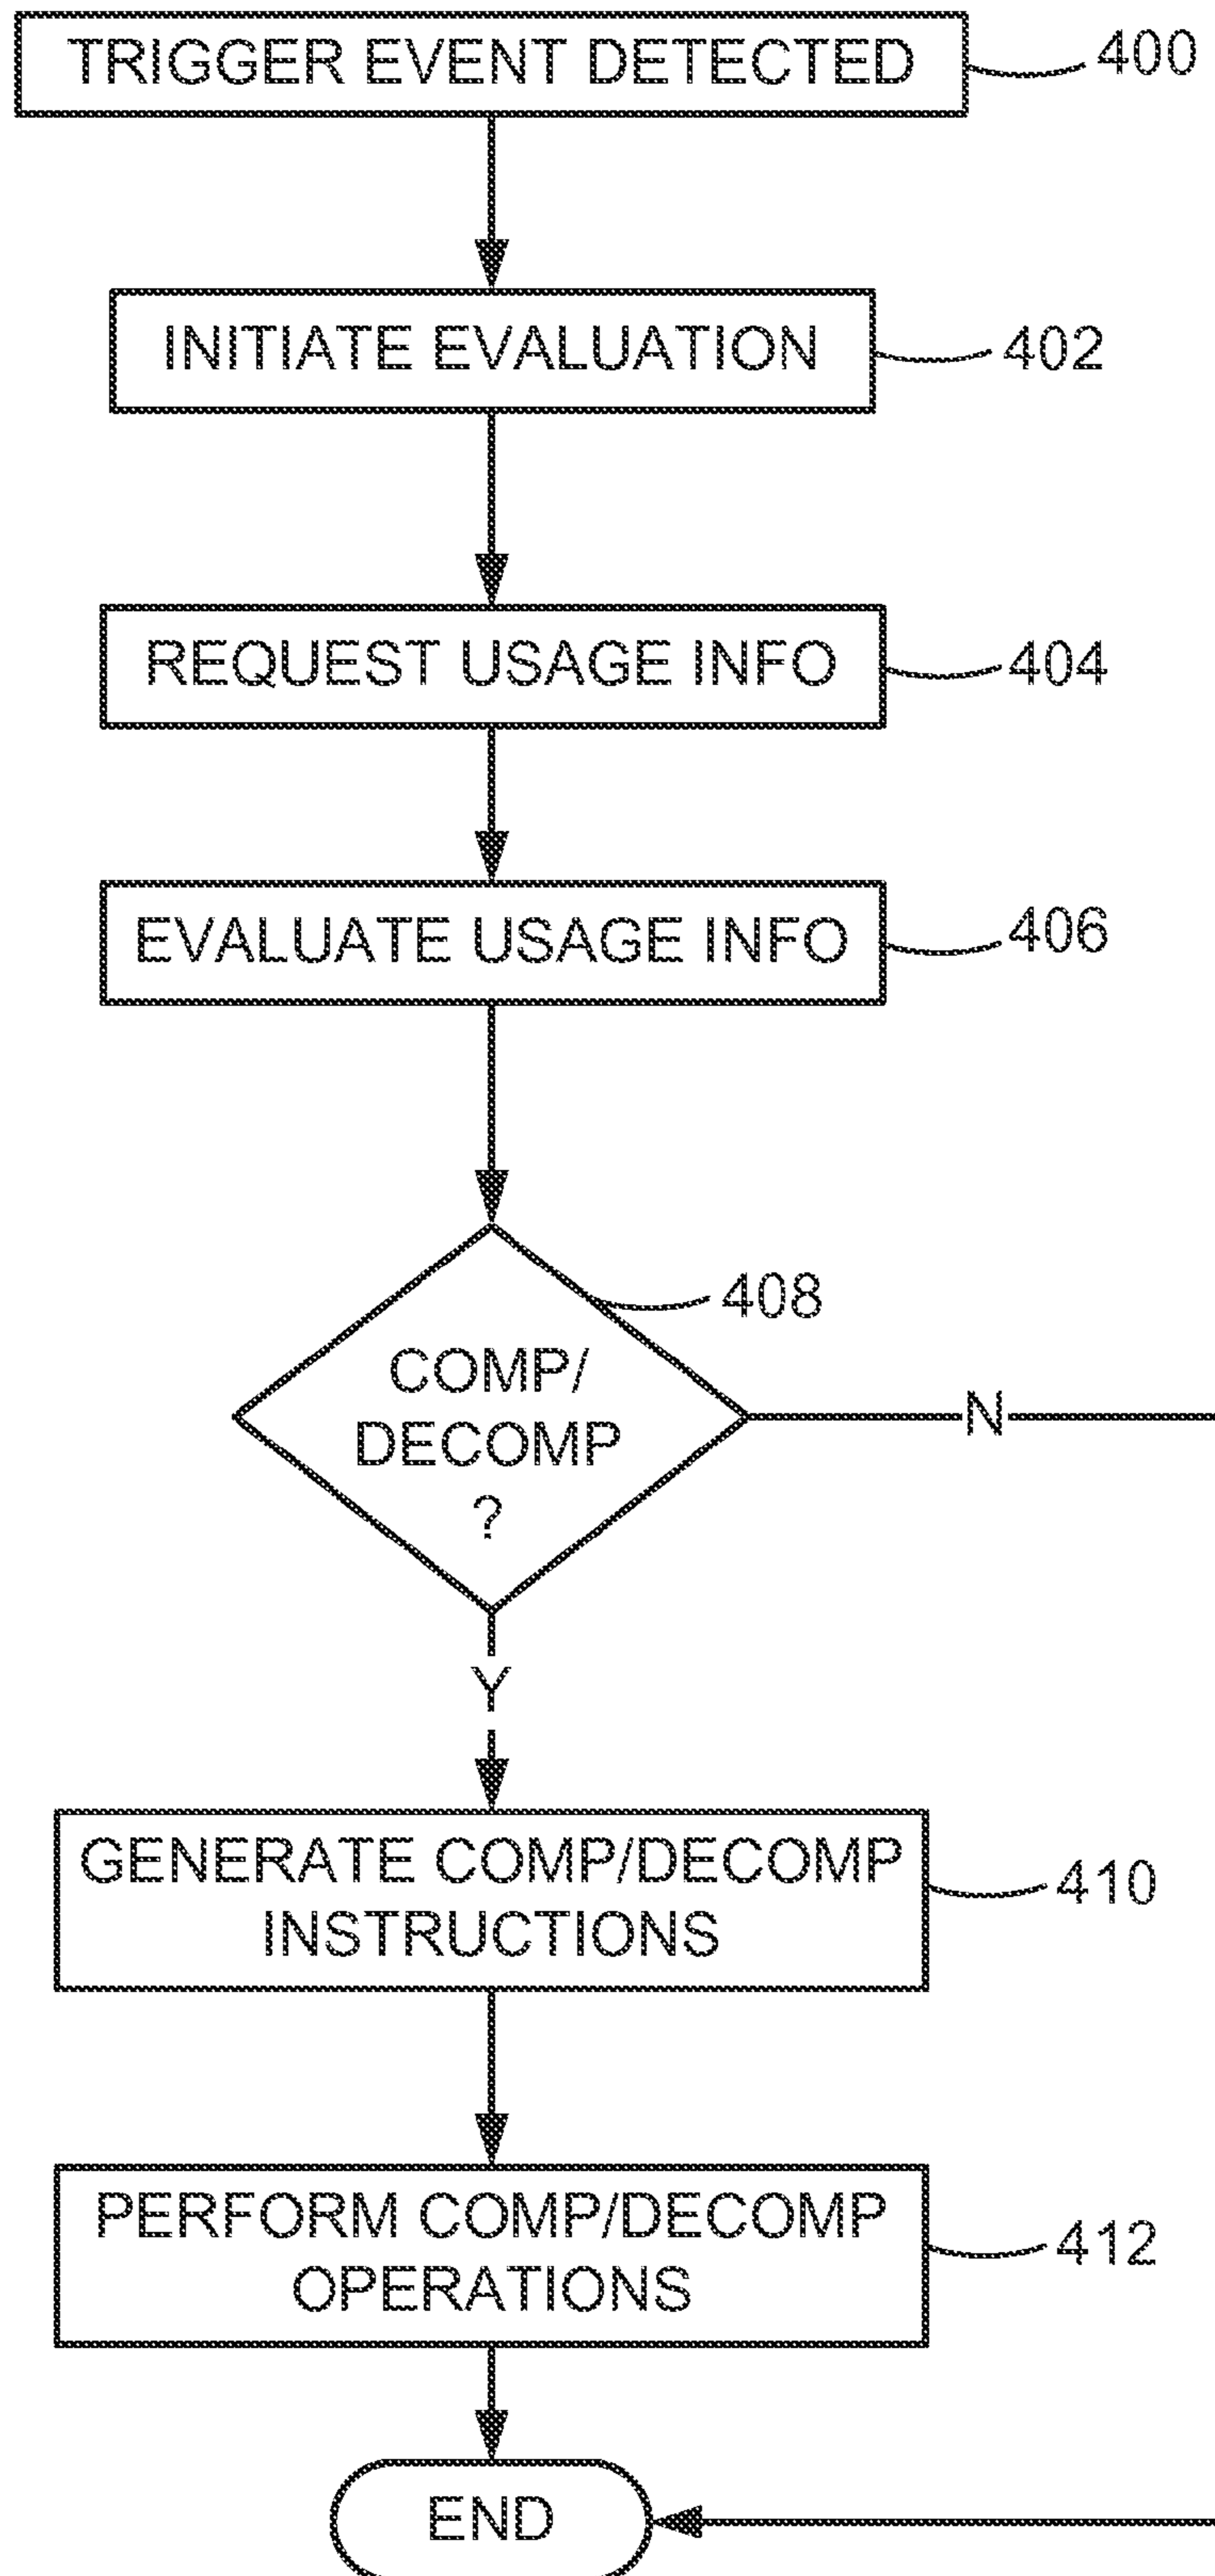 TRIGGER EVENT DETECTED
400
INITIATE EVALUATION
402
REQUEST USAGE INFO
404
EVALUATE USAGE INFO
406
408
COMP/
DECOMP
?
N
Y
GENERATE COMP/DECOMP
INSTRUCTIONS
410
PERFORM COMP/DECOMP
OPERATIONS
412
END